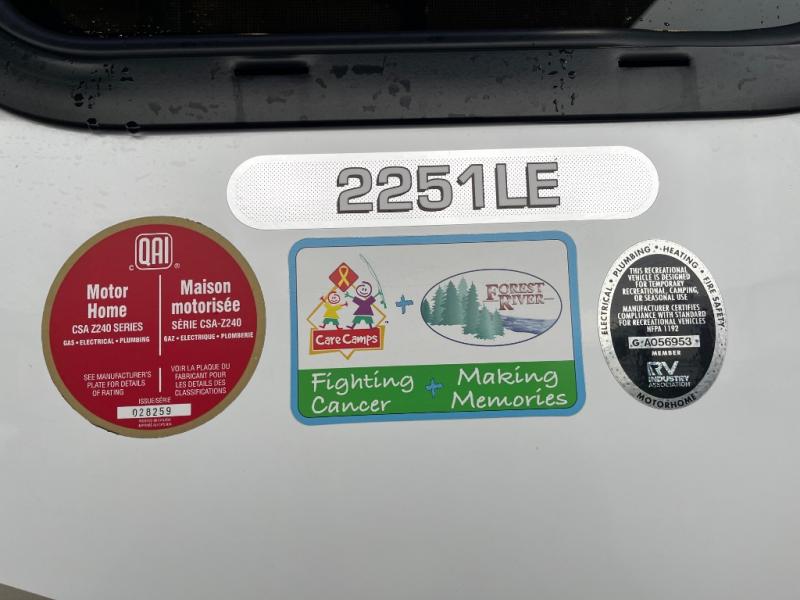 2251LE
QAI
C ®
Motor
Home
CSA Z240 SERIES
GAS • ELECTRICAL • PLUMBING
SEE MANUFACTURER'S
PLATE FOR DETAILS
OF RATING
Maison
motorisée
SÉRIE CSA-Z240
GAZ • ÉLECTRIQUE • PLOMBERIE
VOIR LA PLAQUE DU
FABRICANT POUR
LES DÉTAILS DES
CLASSIFICATIONS
ISSUE/SÉRIE
028259
Care Camps
+
FOREST
RIVER
Fighting
Cancer
+
Making
Memories
ELECTRICAL • PLUMBING • HEATING • FIRE SAFETY
THIS RECREATIONAL
VEHICLE IS DESIGNED
FOR TEMPORARY
RECREATIONAL, CAMPING,
OR SEASONAL USE
MANUFACTURER CERTIFIES
COMPLIANCE WITH STANDARD
FOR RECREATIONAL VEHICLES
NFPA 1192
G A056953
MEMBER
RV
INDUSTRY
ASSOCIATION
MOTORHOME